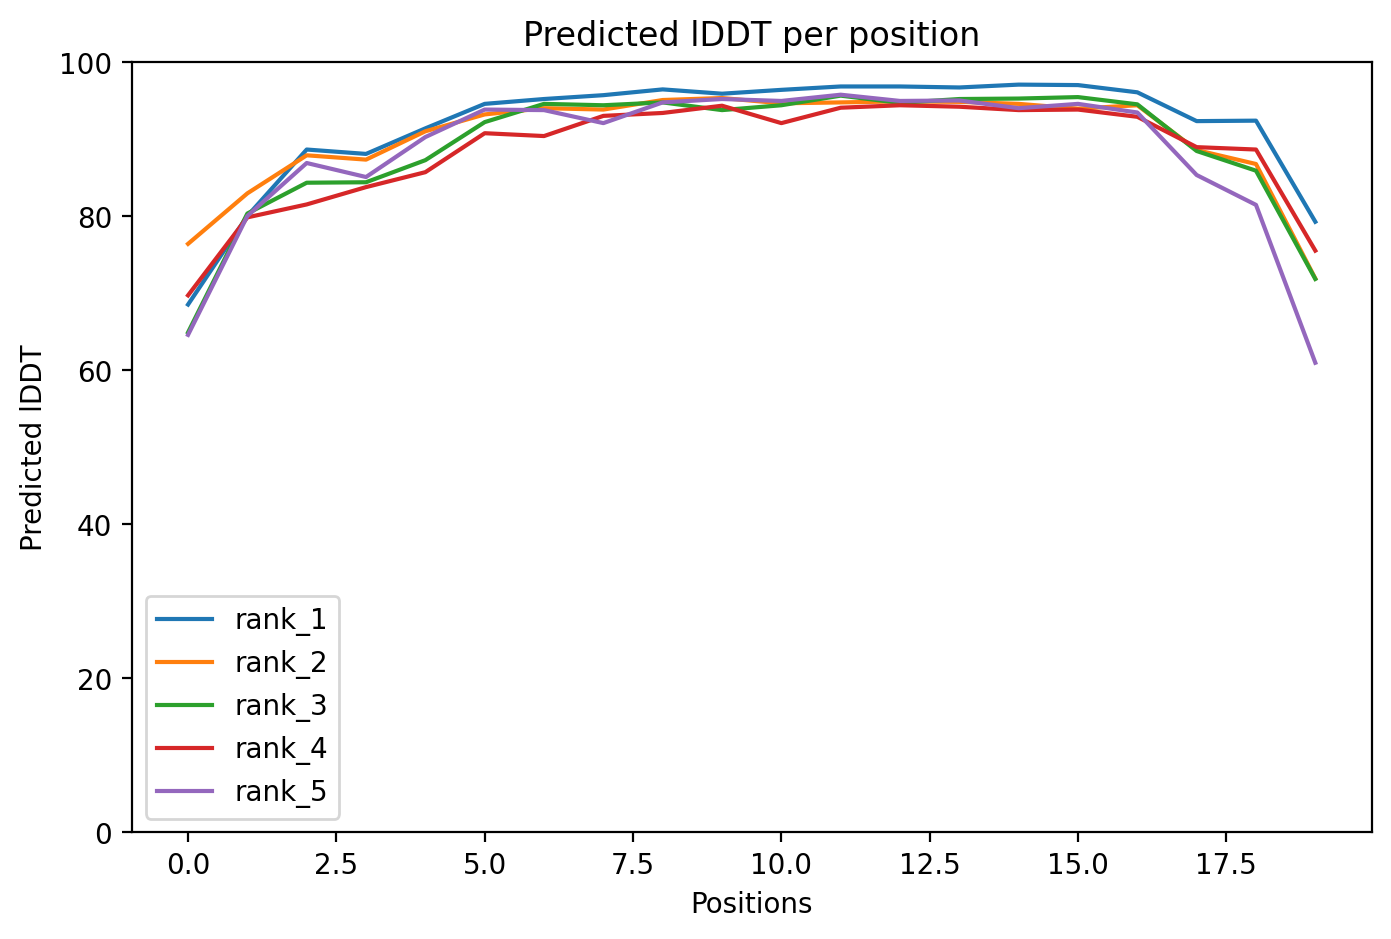 Predicted lDDT per position
100
80
60
40
20
0
Predicted lDDT
rank_1
rank_2
rank_3
rank_4
rank_5
0.0 2.5 5.0 7.5 10.0 12.5 15.0 17.5
Positions